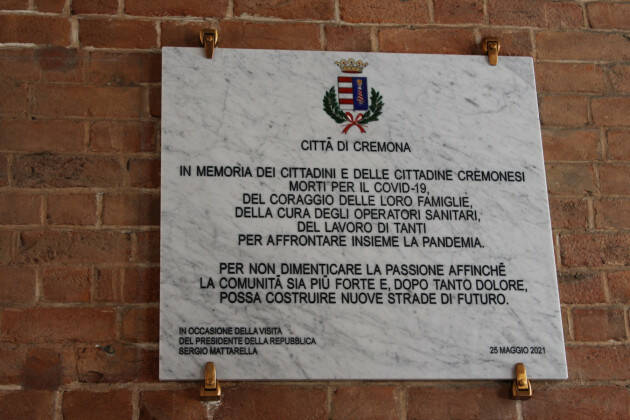 CITTÀ DI CREMONA
IN MEMORIA DEI CITTADINI E DELLE CITTADINE CREMONESI
MORTI PER IL COVID-19,
DEL CORAGGIO DELLE LORO FAMIGLIE,
DELLA CURA DEGLI OPERATORI SANITARI,
DEL LAVORO DI TANTI
PER AFFRONTARE INSIEME LA PANDEMIA.
PER NON DIMENTICARE LA PASSIONE AFFINCHÉ
LA COMUNITÀ SIA PIÙ FORTE E, DOPO TANTO DOLORE,
POSSA COSTRUIRE NUOVE STRADE DI FUTURO.
IN OCCASIONE DELLA VISITA
DEL PRESIDENTE DELLA REPUBBLICA
SERGIO MATTARELLA
25 MAGGIO 2021